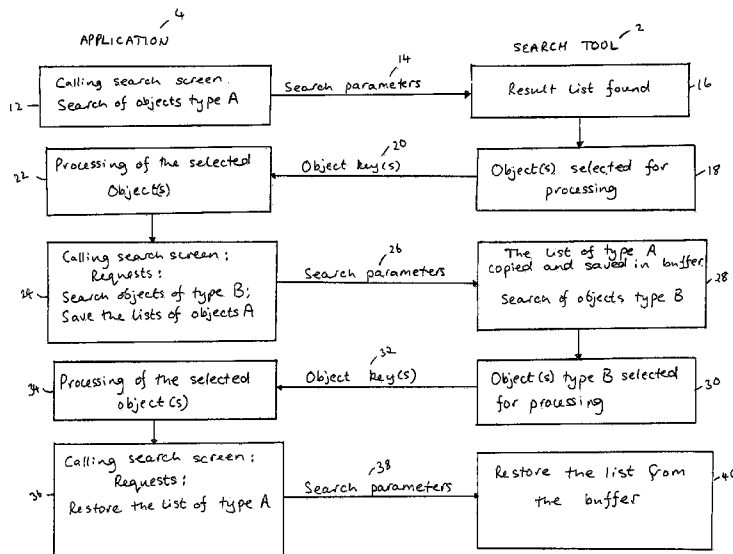 APPLICATION 4
SEARCH TOOL 2
12
Calling search screen.
Search of objects type A
14
Search parameters
Result List found
16
22
Processing of the selected
Object(s)
20
Object key(s)
Object(s) selected for
processing
18
24
Calling search screen;
Requests:
Search objects of type B;
Save the lists of objects A
26
Search parameters
The list of type A
copied and saved in buffer.
Search of objects type B
28
34
Processing of the selected
object(s)
32
Object key(s)
Object(s) type B selected
for processing
30
36
Calling search screen:
Requests;
Restore the list of type A
38
Search parameters
Restore the list from
the buffer
40